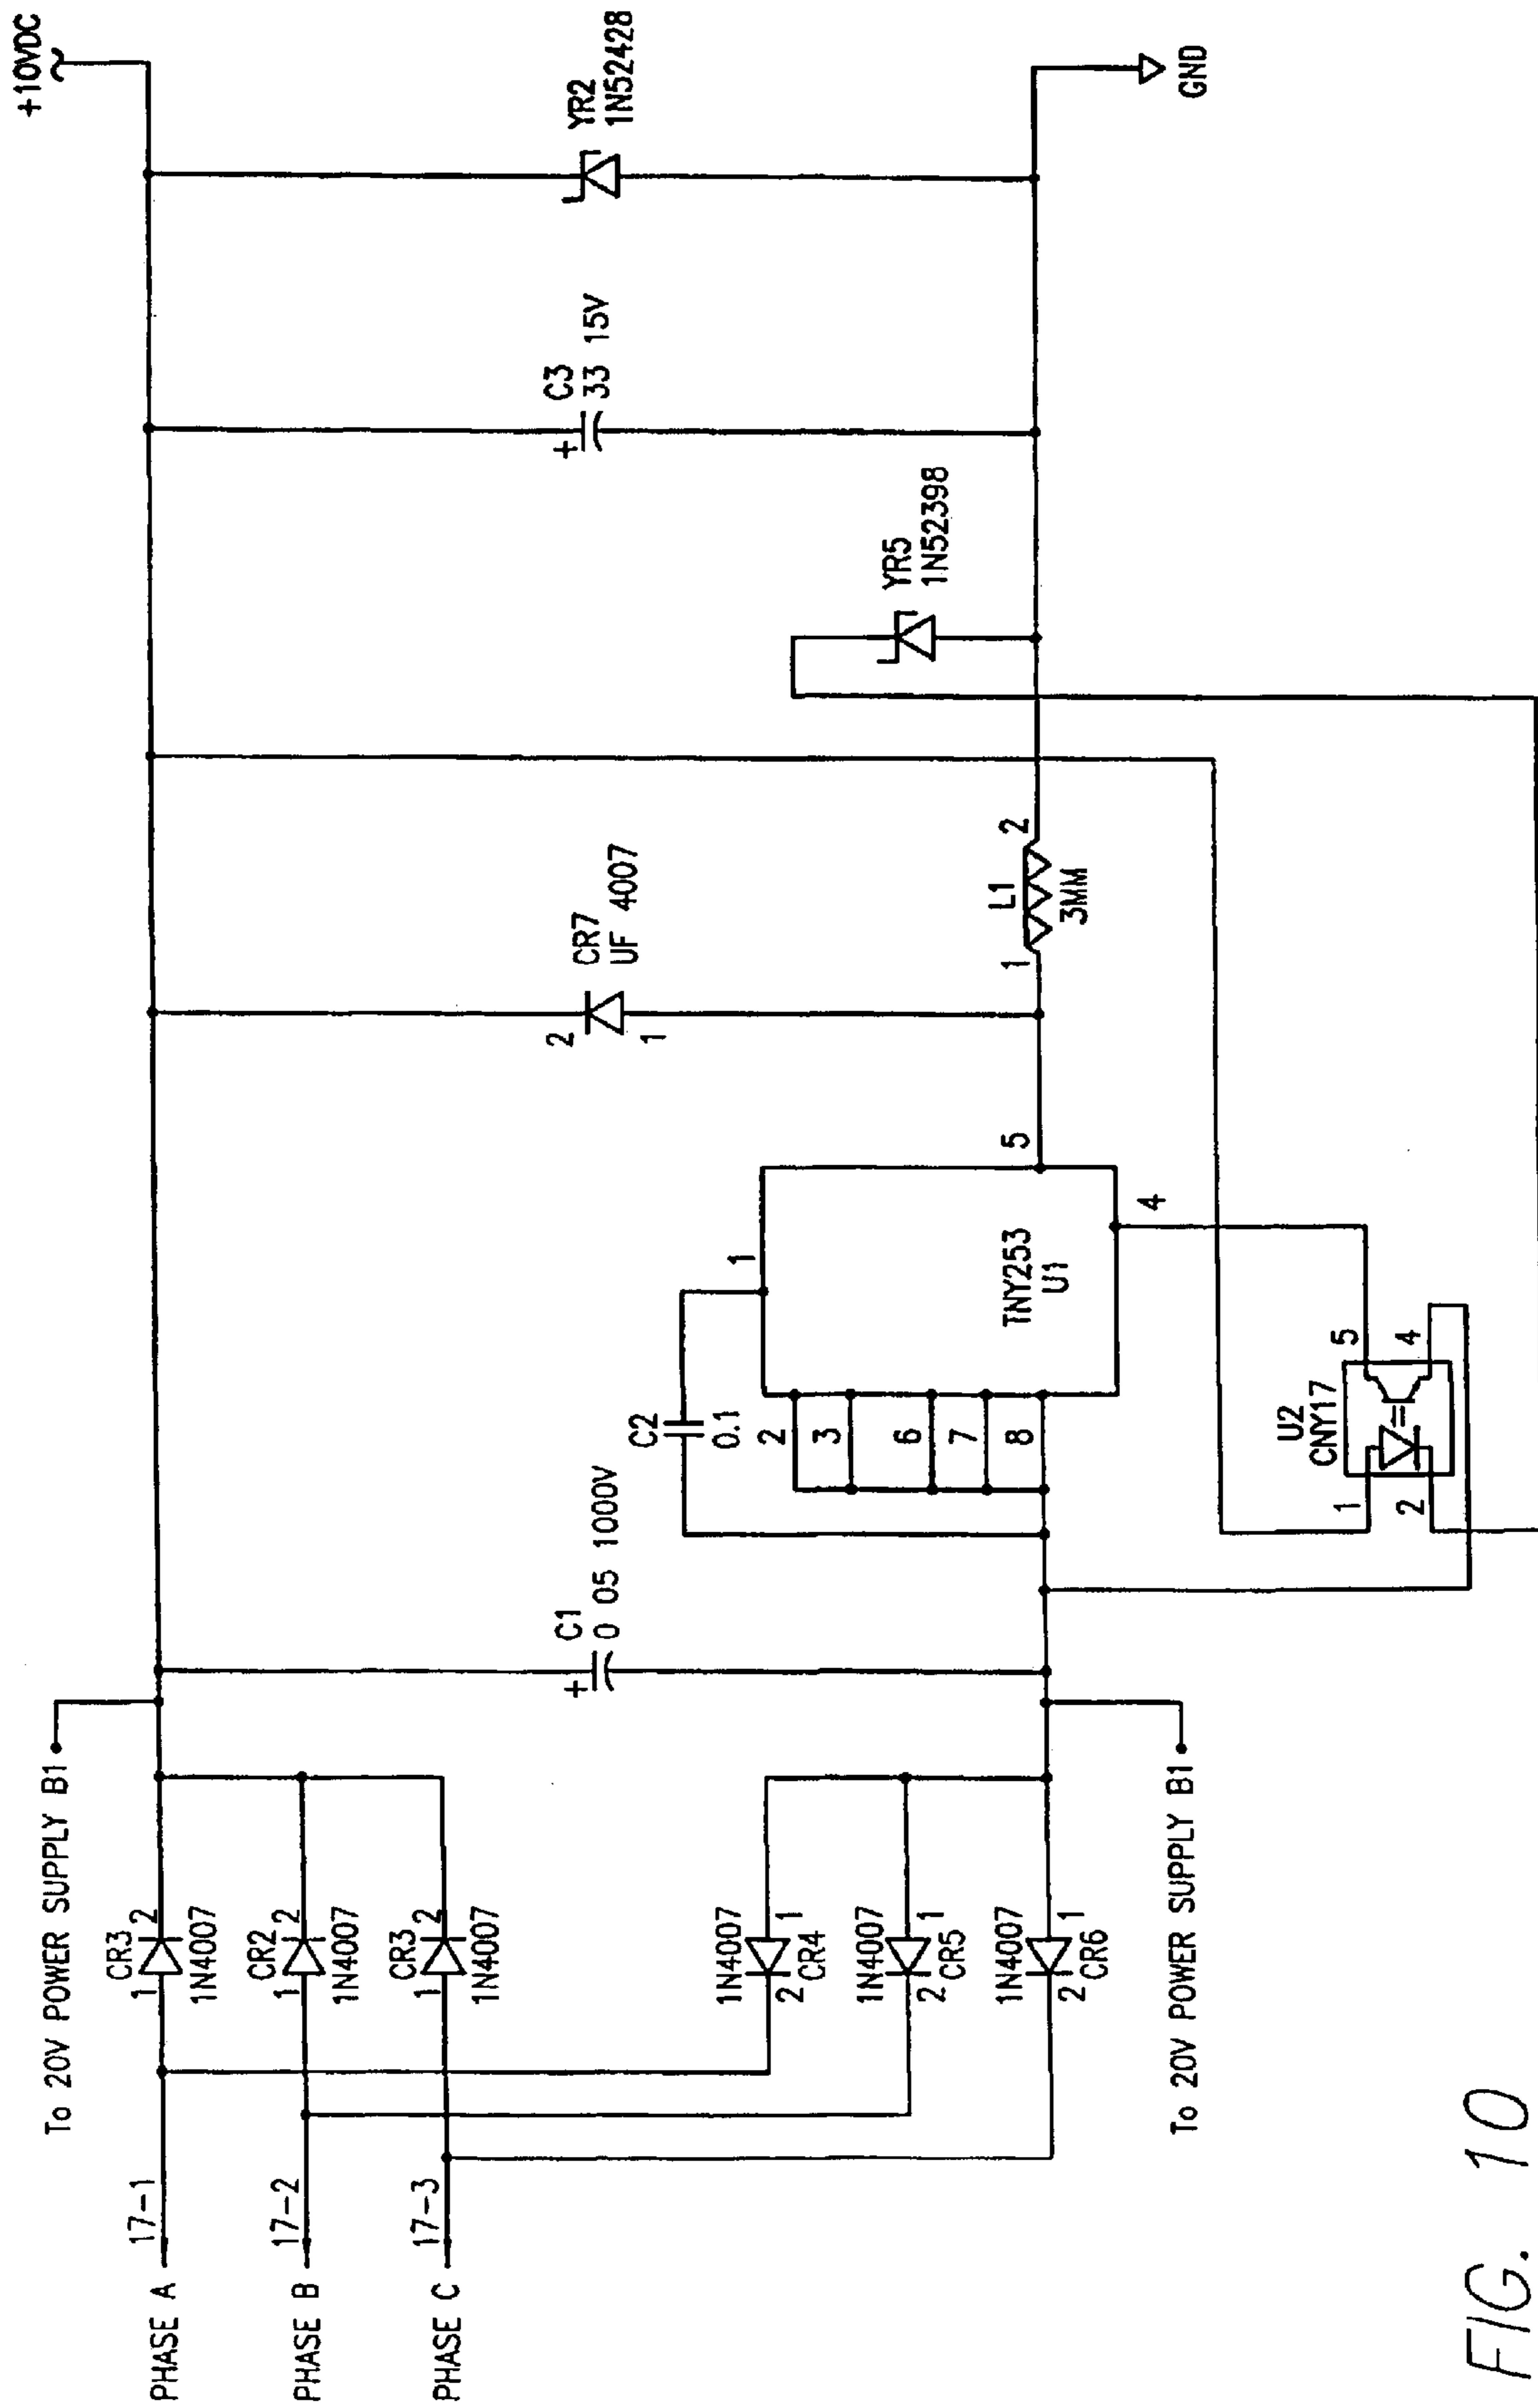 To 20V POWER SUPPLY B1
+10VDC
PHASE A
17-1
1
CR3
2
1N4007
PHASE B
17-2
1
CR2
2
1N4007
PHASE C
17-3
1
CR3
2
1N4007
1N4007
2
1
CR4
1N4007
2
1
CR5
1N4007
2
1
CR6
To 20V POWER SUPPLY B1
+
C1
0 05 1000V
C2
0.1
2
3
6
7
8
1
TNY253
U1
5
4
U2
CNY17
1
2
5
4
2
CR7
UF 4007
1
1
L1
2
3MM
YR5
1N52398
+
C3
33 15V
YR2
1N52428
GND
FIG. 10